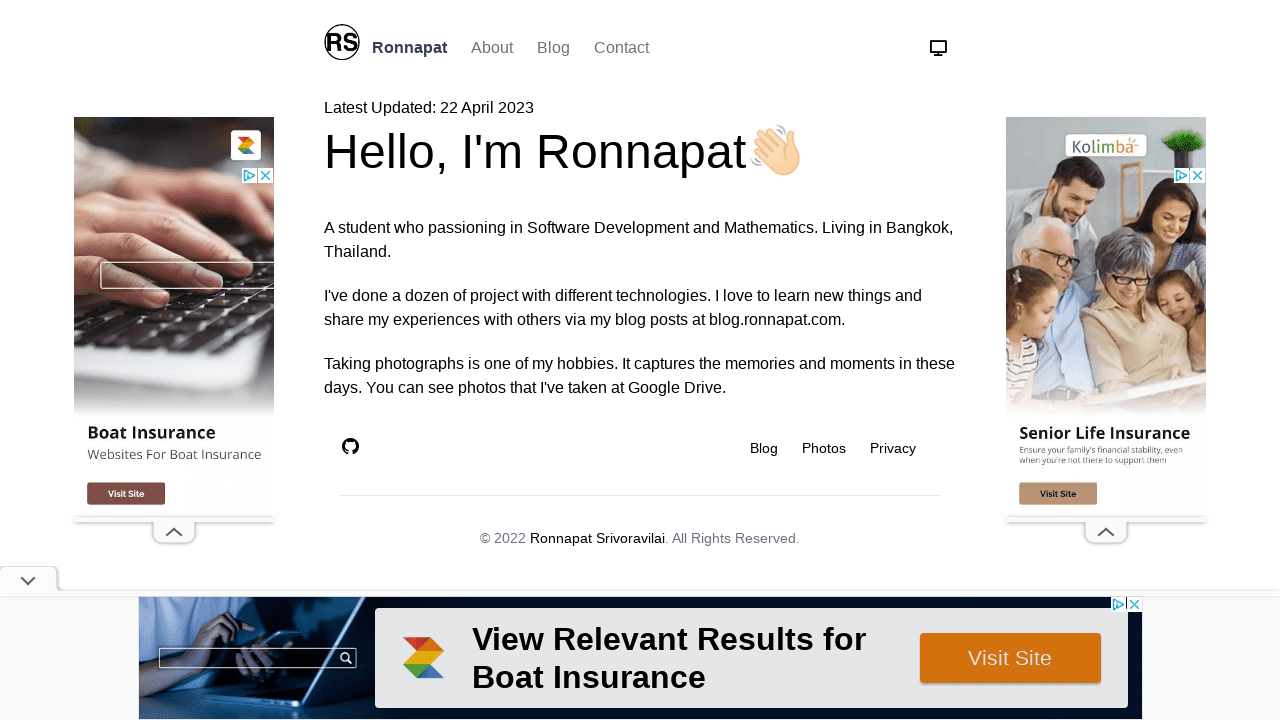 RS
Ronnapat About Blog Contact
Latest Updated: 22 April 2023
Hello, I'm Ronnapat
A student who passioning in Software Development and Mathematics. Living in Bangkok,
Thailand.
I've done a dozen of project with different technologies. I love to learn new things and
share my experiences with others via my blog posts at blog.ronnapat.com.
Taking photographs is one of my hobbies. It captures the memories and moments in these
days. You can see photos that I've taken at Google Drive.
Blog Photos Privacy
© 2022 Ronnapat Srivoravilai. All Rights Reserved.
Boat Insurance
Websites For Boat Insurance
Visit Site
Kolimba
Senior Life Insurance
Ensure your family's financial stability, even
when you're not there to support them
Visit Site
View Relevant Results for
Boat Insurance
Visit Site